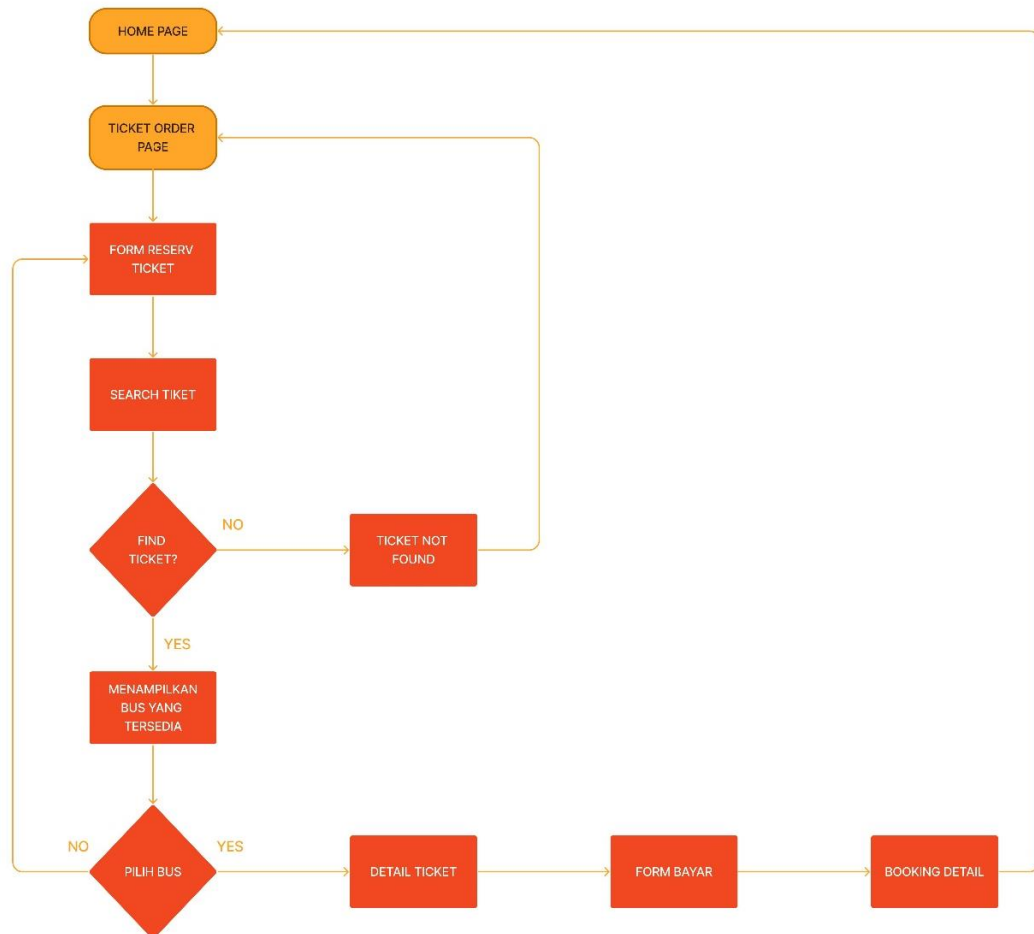 HOME PAGE
TICKET ORDER
PAGE
FORM RESERV
TICKET
SEARCH TIKET
FIND
TICKET?
NO
TICKET NOT
FOUND
YES
MENAMPILKAN
BUS YANG
TERSEDIA
NO
PILIH BUS
YES
DETAIL TICKET
FORM BAYAR
BOOKING DETAIL